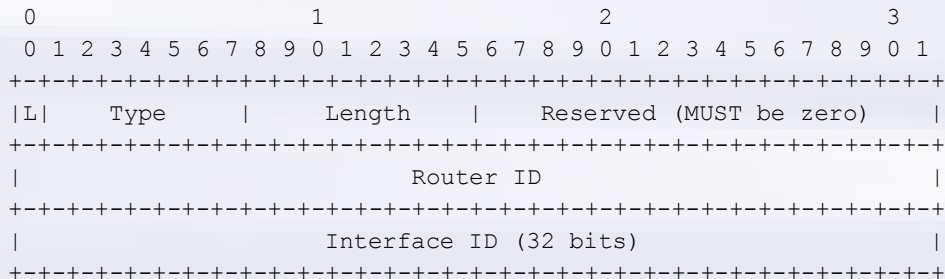 0                   1                   2                   3
 0 1 2 3 4 5 6 7 8 9 0 1 2 3 4 5 6 7 8 9 0 1 2 3 4 5 6 7 8 9 0 1
+-+-+-+-+-+-+-+-+-+-+-+-+-+-+-+-+-+-+-+-+-+-+-+-+-+-+-+-+-+-+-+-+
|L|    Type     |     Length    |    Reserved (MUST be zero)    |
+-+-+-+-+-+-+-+-+-+-+-+-+-+-+-+-+-+-+-+-+-+-+-+-+-+-+-+-+-+-+-+-+
|                           Router ID                           |
+-+-+-+-+-+-+-+-+-+-+-+-+-+-+-+-+-+-+-+-+-+-+-+-+-+-+-+-+-+-+-+-+
|                     Interface ID (32 bits)                    |
+-+-+-+-+-+-+-+-+-+-+-+-+-+-+-+-+-+-+-+-+-+-+-+-+-+-+-+-+-+-+-+-+